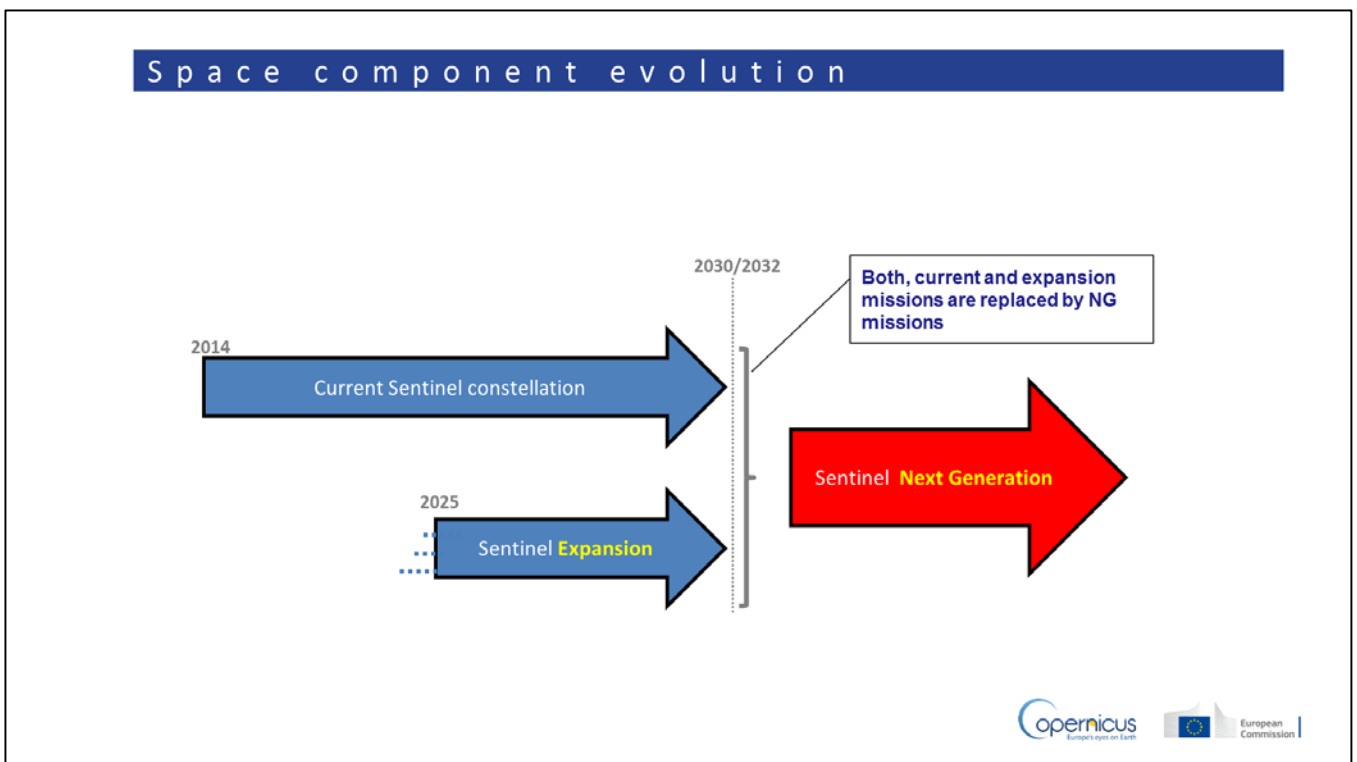 Space component evolution
2030/2032
Both, current and expansion
missions are replaced by NG
missions
2014
Current Sentinel constellation
Sentinel Next Generation
2025
Sentinel Expansion
opernicus
Europe's eyes on Earth
European
Commission